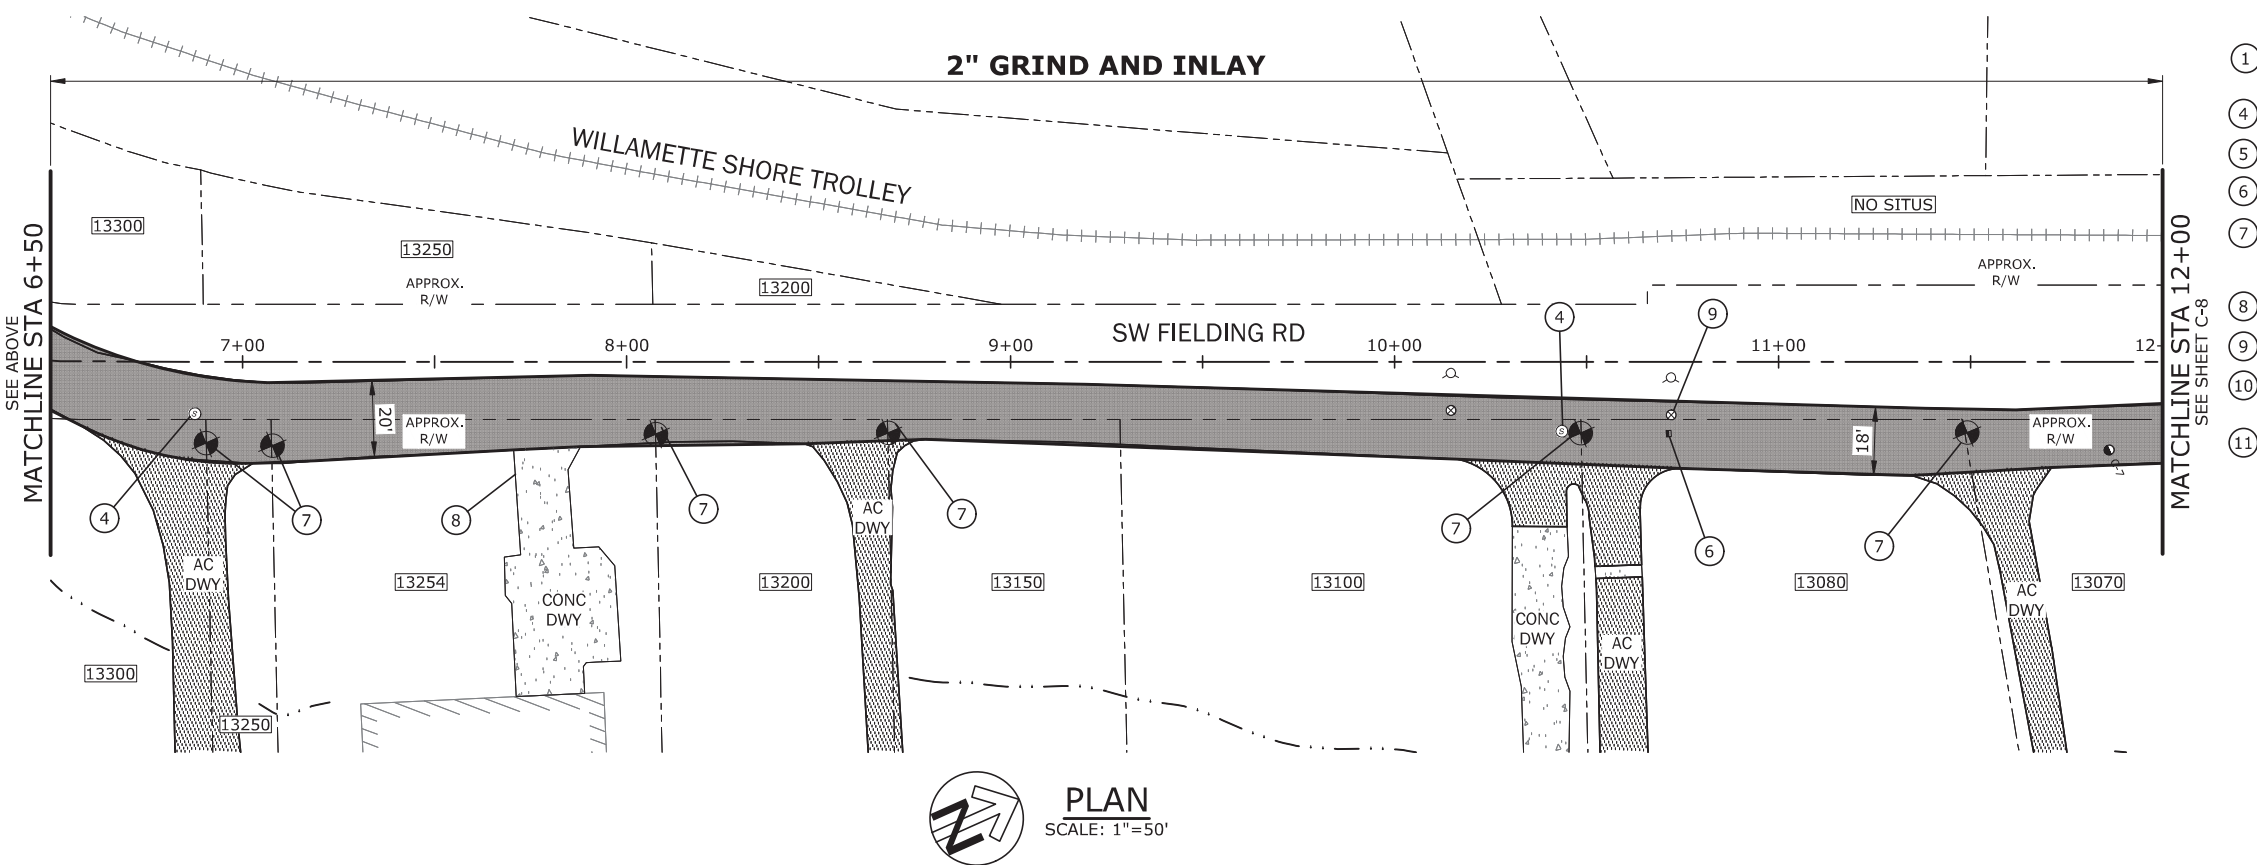 2" GRIND AND INLAY
1
4
5
6
7
8
9
10
11
WILLAMETTE SHORE TROLLEY
NO SITUS
13300
13250
13200
APPROX.
R/W
APPROX.
R/W
SEE ABOVE
MATCHLINE STA 6+50
MATCHLINE STA 12+00
SEE SHEET C-8
SW FIELDING RD
7+00
8+00
9+00
10+00
11+00
12
4
9
S
20'
APPROX.
R/W
S
18'
APPROX.
R/W
4
7
8
7
7
7
6
7
AC
DWY
13254
CONC
DWY
13200
AC
DWY
13150
13100
CONC
DWY
AC
DWY
13080
AC
DWY
13070
13300
13250
N
PLAN
SCALE: 1"=50'